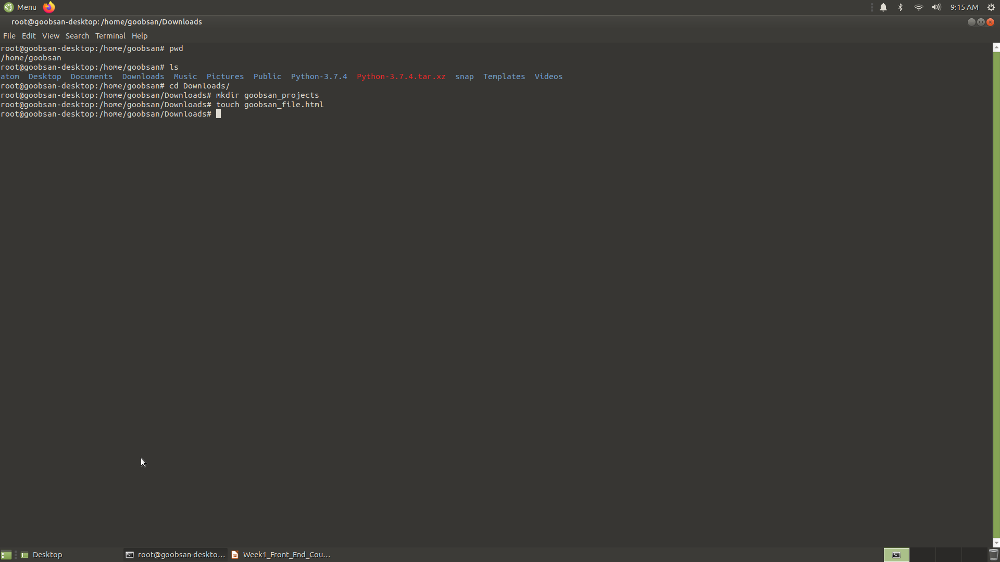 Menu 9:15 AM
root@goobsan-desktop: /home/goobsan/Downloads
File Edit View Search Terminal Help
root@goobsan-desktop:/home/goobsan# pwd
/home/goobsan
root@goobsan-desktop:/home/goobsan# ls
atom Desktop Documents Downloads Music Pictures Public Python-3.7.4 Python-3.7.4.tar.xz snap Templates Videos
root@goobsan-desktop:/home/goobsan# cd Downloads/
root@goobsan-desktop:/home/goobsan/Downloads# mkdir goobsan_projects
root@goobsan-desktop:/home/goobsan/Downloads# touch goobsan_file.html
root@goobsan-desktop:/home/goobsan/Downloads#
Desktop root@goobsan-deskto... Week1_Front_End_Cou...